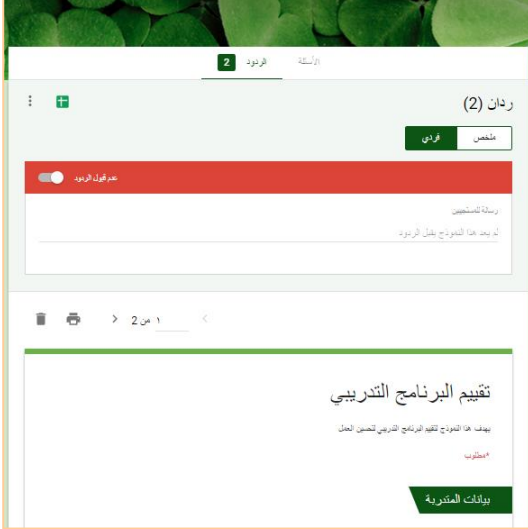 الأسئلة الردود 2
ردان (2)
ملخص فردي
عدم قبول الردود
رسالة للمستجيبين
لم يعد هذا النموذج يقبل الردود
١ من 2
تقييم البرنامج التدريبي
يهدف هذا النموذج لتقييم البرنامج التدريبي لتحسين العمل
*مطلوب
بيانات المتدربة